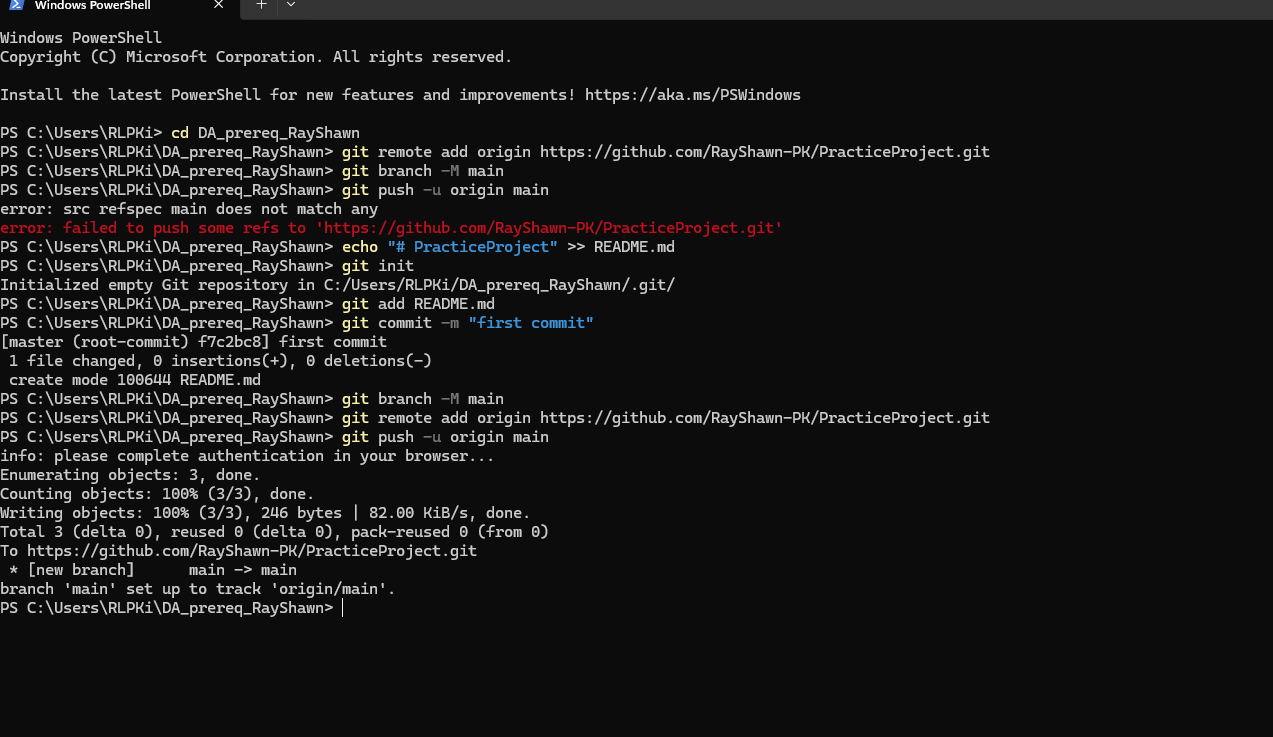 Windows PowerShell
Windows PowerShell
Copyright (C) Microsoft Corporation. All rights reserved.
Install the latest PowerShell for new features and improvements! https://aka.ms/PSWindows
PS C:\Users\RLPKi> cd DA_prereq_RayShawn
PS C:\Users\RLPKi\DA_prereq_RayShawn> git remote add origin https://github.com/RayShawn-PK/PracticeProject.git
PS C:\Users\RLPKi\DA_prereq_RayShawn> git branch -M main
PS C:\Users\RLPKi\DA_prereq_RayShawn> git push -u origin main
error: src refspec main does not match any
error: failed to push some refs to 'https://github.com/RayShawn-PK/PracticeProject.git'
PS C:\Users\RLPKi\DA_prereq_RayShawn> echo "# PracticeProject" >> README.md
PS C:\Users\RLPKi\DA_prereq_RayShawn> git init
Initialized empty Git repository in C:/Users/RLPKi/DA_prereq_RayShawn/.git/
PS C:\Users\RLPKi\DA_prereq_RayShawn> git add README.md
PS C:\Users\RLPKi\DA_prereq_RayShawn> git commit -m "first commit"
[master (root-commit) f7c2bc8] first commit
 1 file changed, 0 insertions(+), 0 deletions(-)
 create mode 100644 README.md
PS C:\Users\RLPKi\DA_prereq_RayShawn> git branch -M main
PS C:\Users\RLPKi\DA_prereq_RayShawn> git remote add origin https://github.com/RayShawn-PK/PracticeProject.git
PS C:\Users\RLPKi\DA_prereq_RayShawn> git push -u origin main
info: please complete authentication in your browser...
Enumerating objects: 3, done.
Counting objects: 100% (3/3), done.
Writing objects: 100% (3/3), 246 bytes | 82.00 KiB/s, done.
Total 3 (delta 0), reused 0 (delta 0), pack-reused 0 (from 0)
To https://github.com/RayShawn-PK/PracticeProject.git
 * [new branch]      main -> main
branch 'main' set up to track 'origin/main'.
PS C:\Users\RLPKi\DA_prereq_RayShawn>